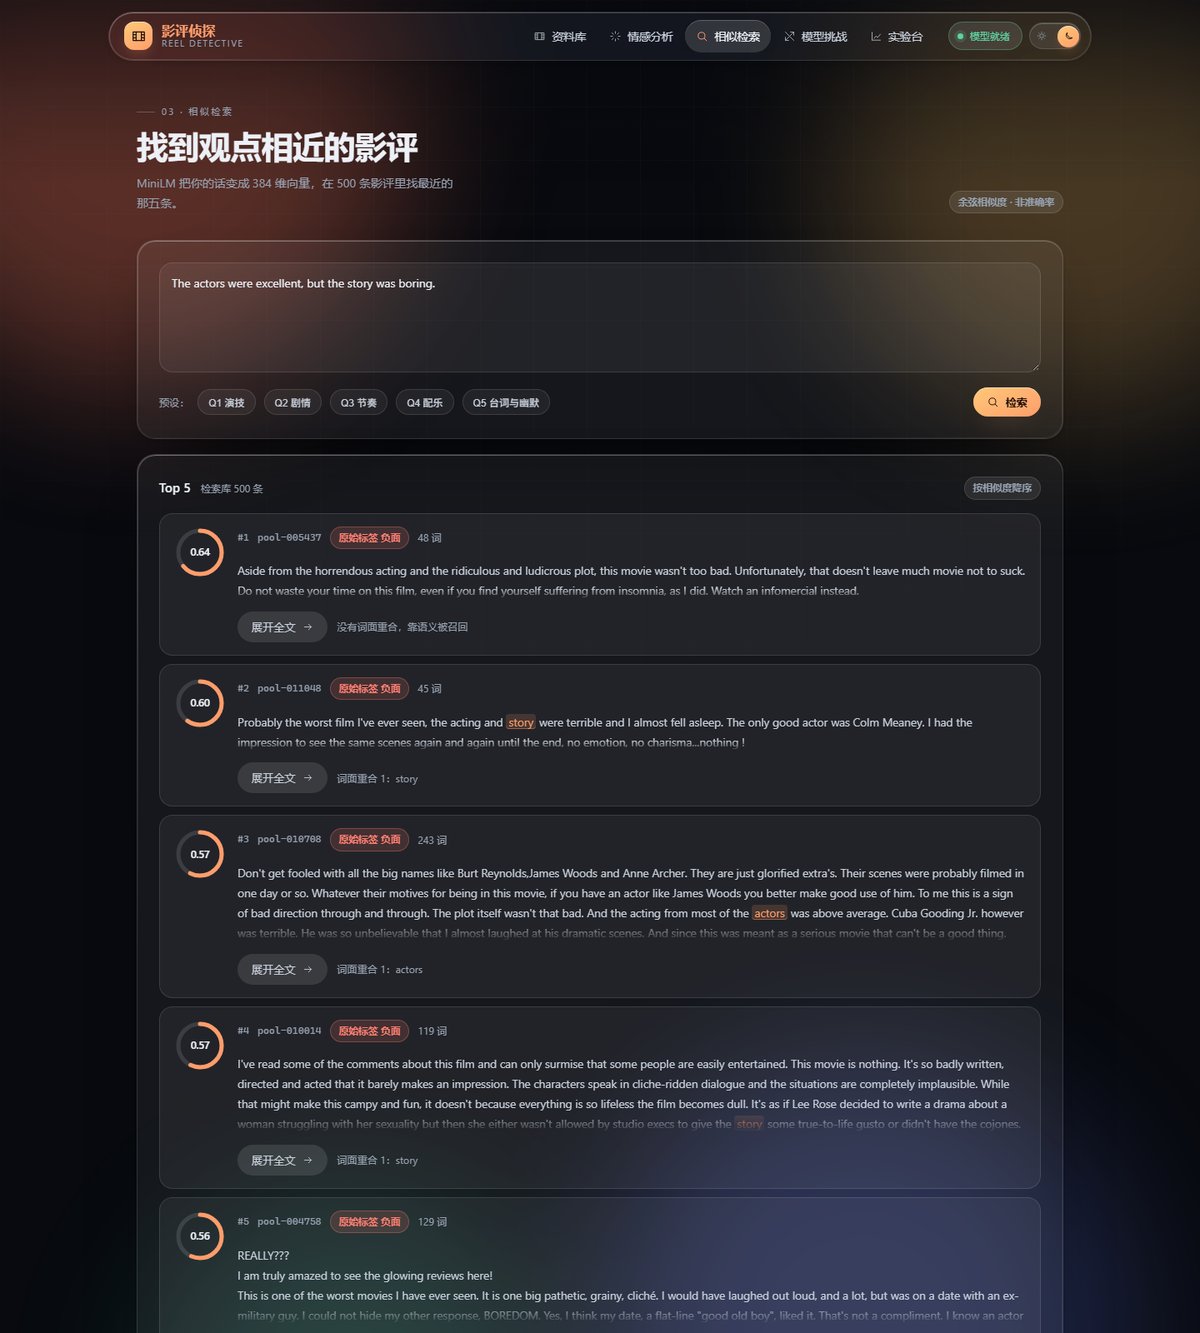 影评侦探
REEL DETECTIVE
资料库
情感分析
相似检索
模型挑战
实验台
模型就绪
03 · 相似检索
找到观点相近的影评
MiniLM 把你的话变成 384 维向量，在 500 条影评里找最近的
那五条。
余弦相似度 · 非准确率
The actors were excellent, but the story was boring.
预设：
Q1 演技
Q2 剧情
Q3 节奏
Q4 配乐
Q5 台词与幽默
检索
Top 5 检索库 500 条
按相似度降序
0.64
#1 pool-005437 原始标签 负面 48 词
Aside from the horrendous acting and the ridiculous and ludicrous plot, this movie wasn't too bad. Unfortunately, that doesn't leave much movie not to suck.
Do not waste your time on this film, even if you find yourself suffering from insomnia, as I did. Watch an infomercial instead.
展开全文 → 没有词面重合，靠语义被召回
0.60
#2 pool-011048 原始标签 负面 45 词
Probably the worst film I've ever seen, the acting and story were terrible and I almost fell asleep. The only good actor was Colm Meaney. I had the
impression to see the same scenes again and again until the end, no emotion, no charisma...nothing !
展开全文 → 词面重合 1：story
0.57
#3 pool-010708 原始标签 负面 243 词
Don't get fooled with all the big names like Burt Reynolds,James Woods and Anne Archer. They are just glorified extra's. Their scenes were probably filmed in
one day or so. Whatever their motives for being in this movie, if you have an actor like James Woods you better make good use of him. To me this is a sign
of bad direction through and through. The plot itself wasn't that bad. And the acting from most of the actors was above average. Cuba Gooding Jr. however
was terrible. He was so unbelievable that I almost laughed at his dramatic scenes. And since this was meant as a serious movie that can't be a good thing.
展开全文 → 词面重合 1：actors
0.57
#4 pool-010014 原始标签 负面 119 词
I've read some of the comments about this film and can only surmise that some people are easily entertained. This movie is nothing. It's so badly written,
directed and acted that it barely makes an impression. The characters speak in cliche-ridden dialogue and the situations are completely implausible. While
that might make this campy and fun, it doesn't because everything is so lifeless the film becomes dull. It's as if Lee Rose decided to write a drama about a
woman struggling with her sexuality but then she either wasn't allowed by studio execs to give the story some true-to-life gusto or didn't have the cojones.
展开全文 → 词面重合 1：story
0.56
#5 pool-004758 原始标签 负面 129 词
REALLY???
I am truly amazed to see the glowing reviews here!
This is one of the worst movies I have ever seen. It is one big pathetic, grainy, cliché. I would have laughed out loud, and a lot, but was on a date with an ex-
military guy. I could not hide my other response, BOREDOM. Yes, I think my date, a flat-line "good old boy", liked it. That's not a compliment. I know an actor